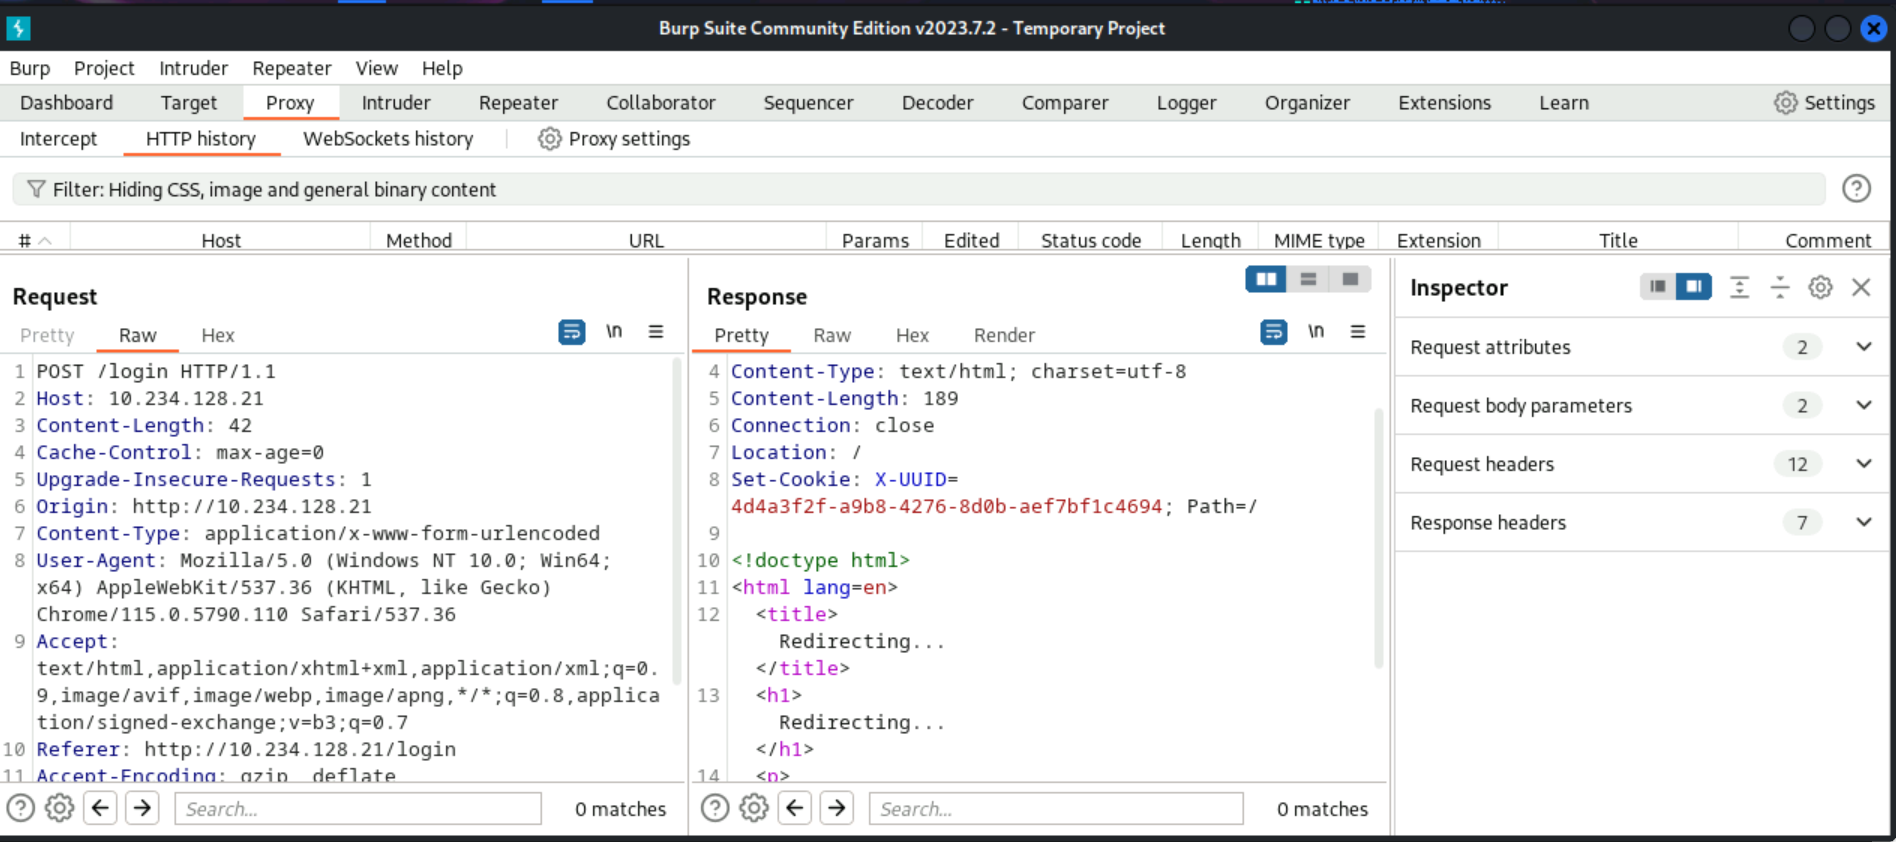 Burp Suite Community Edition v2023.7.2 - Temporary Project
Burp Project Intruder Repeater View Help
Dashboard Target Proxy Intruder Repeater Collaborator Sequencer Decoder Comparer Logger Organizer Extensions Learn Settings
Intercept HTTP history WebSockets history Proxy settings
Filter: Hiding CSS, image and general binary content
# Host Method URL Params Edited Status code Length MIME type Extension Title Comment
Request
Pretty Raw Hex \n
1 POST /login HTTP/1.1
2 Host: 10.234.128.21
3 Content-Length: 42
4 Cache-Control: max-age=0
5 Upgrade-Insecure-Requests: 1
6 Origin: http://10.234.128.21
7 Content-Type: application/x-www-form-urlencoded
8 User-Agent: Mozilla/5.0 (Windows NT 10.0; Win64;
x64) AppleWebKit/537.36 (KHTML, like Gecko)
Chrome/115.0.5790.110 Safari/537.36
9 Accept:
text/html,application/xhtml+xml,application/xml;q=0.
9,image/avif,image/webp,image/apng,*/*;q=0.8,applica
tion/signed-exchange;v=b3;q=0.7
10 Referer: http://10.234.128.21/login
11 Accept-Encoding: gzip, deflate
Search... 0 matches
Response
Pretty Raw Hex Render \n
4 Content-Type: text/html; charset=utf-8
5 Content-Length: 189
6 Connection: close
7 Location: /
8 Set-Cookie: X-UUID=
4d4a3f2f-a9b8-4276-8d0b-aef7bf1c4694; Path=/
9
10 <!doctype html>
11 <html lang=en>
12 <title>
Redirecting...
</title>
13 <h1>
Redirecting...
</h1>
14 <p>
Search... 0 matches
Inspector
Request attributes 2
Request body parameters 2
Request headers 12
Response headers 7